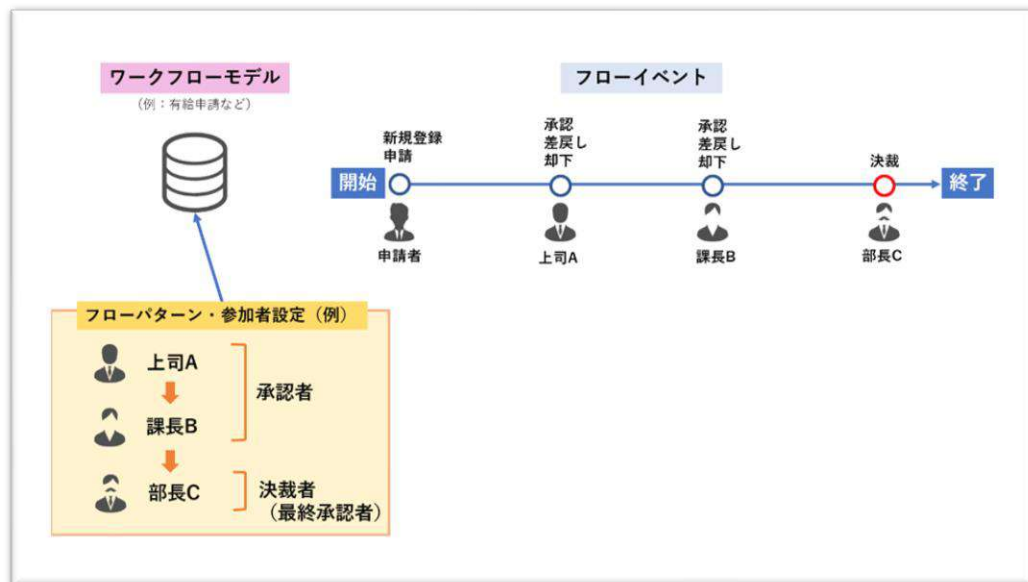 ワークフローモデル
(例：有給申請など)
フローイベント
新規登録
申請
承認
差戻し
却下
承認
差戻し
却下
決裁
開始
終了
申請者
上司A
課長B
部長C
フローパターン・参加者設定（例）
上司A
課長B
承認者
部長C
決裁者
（最終承認者）